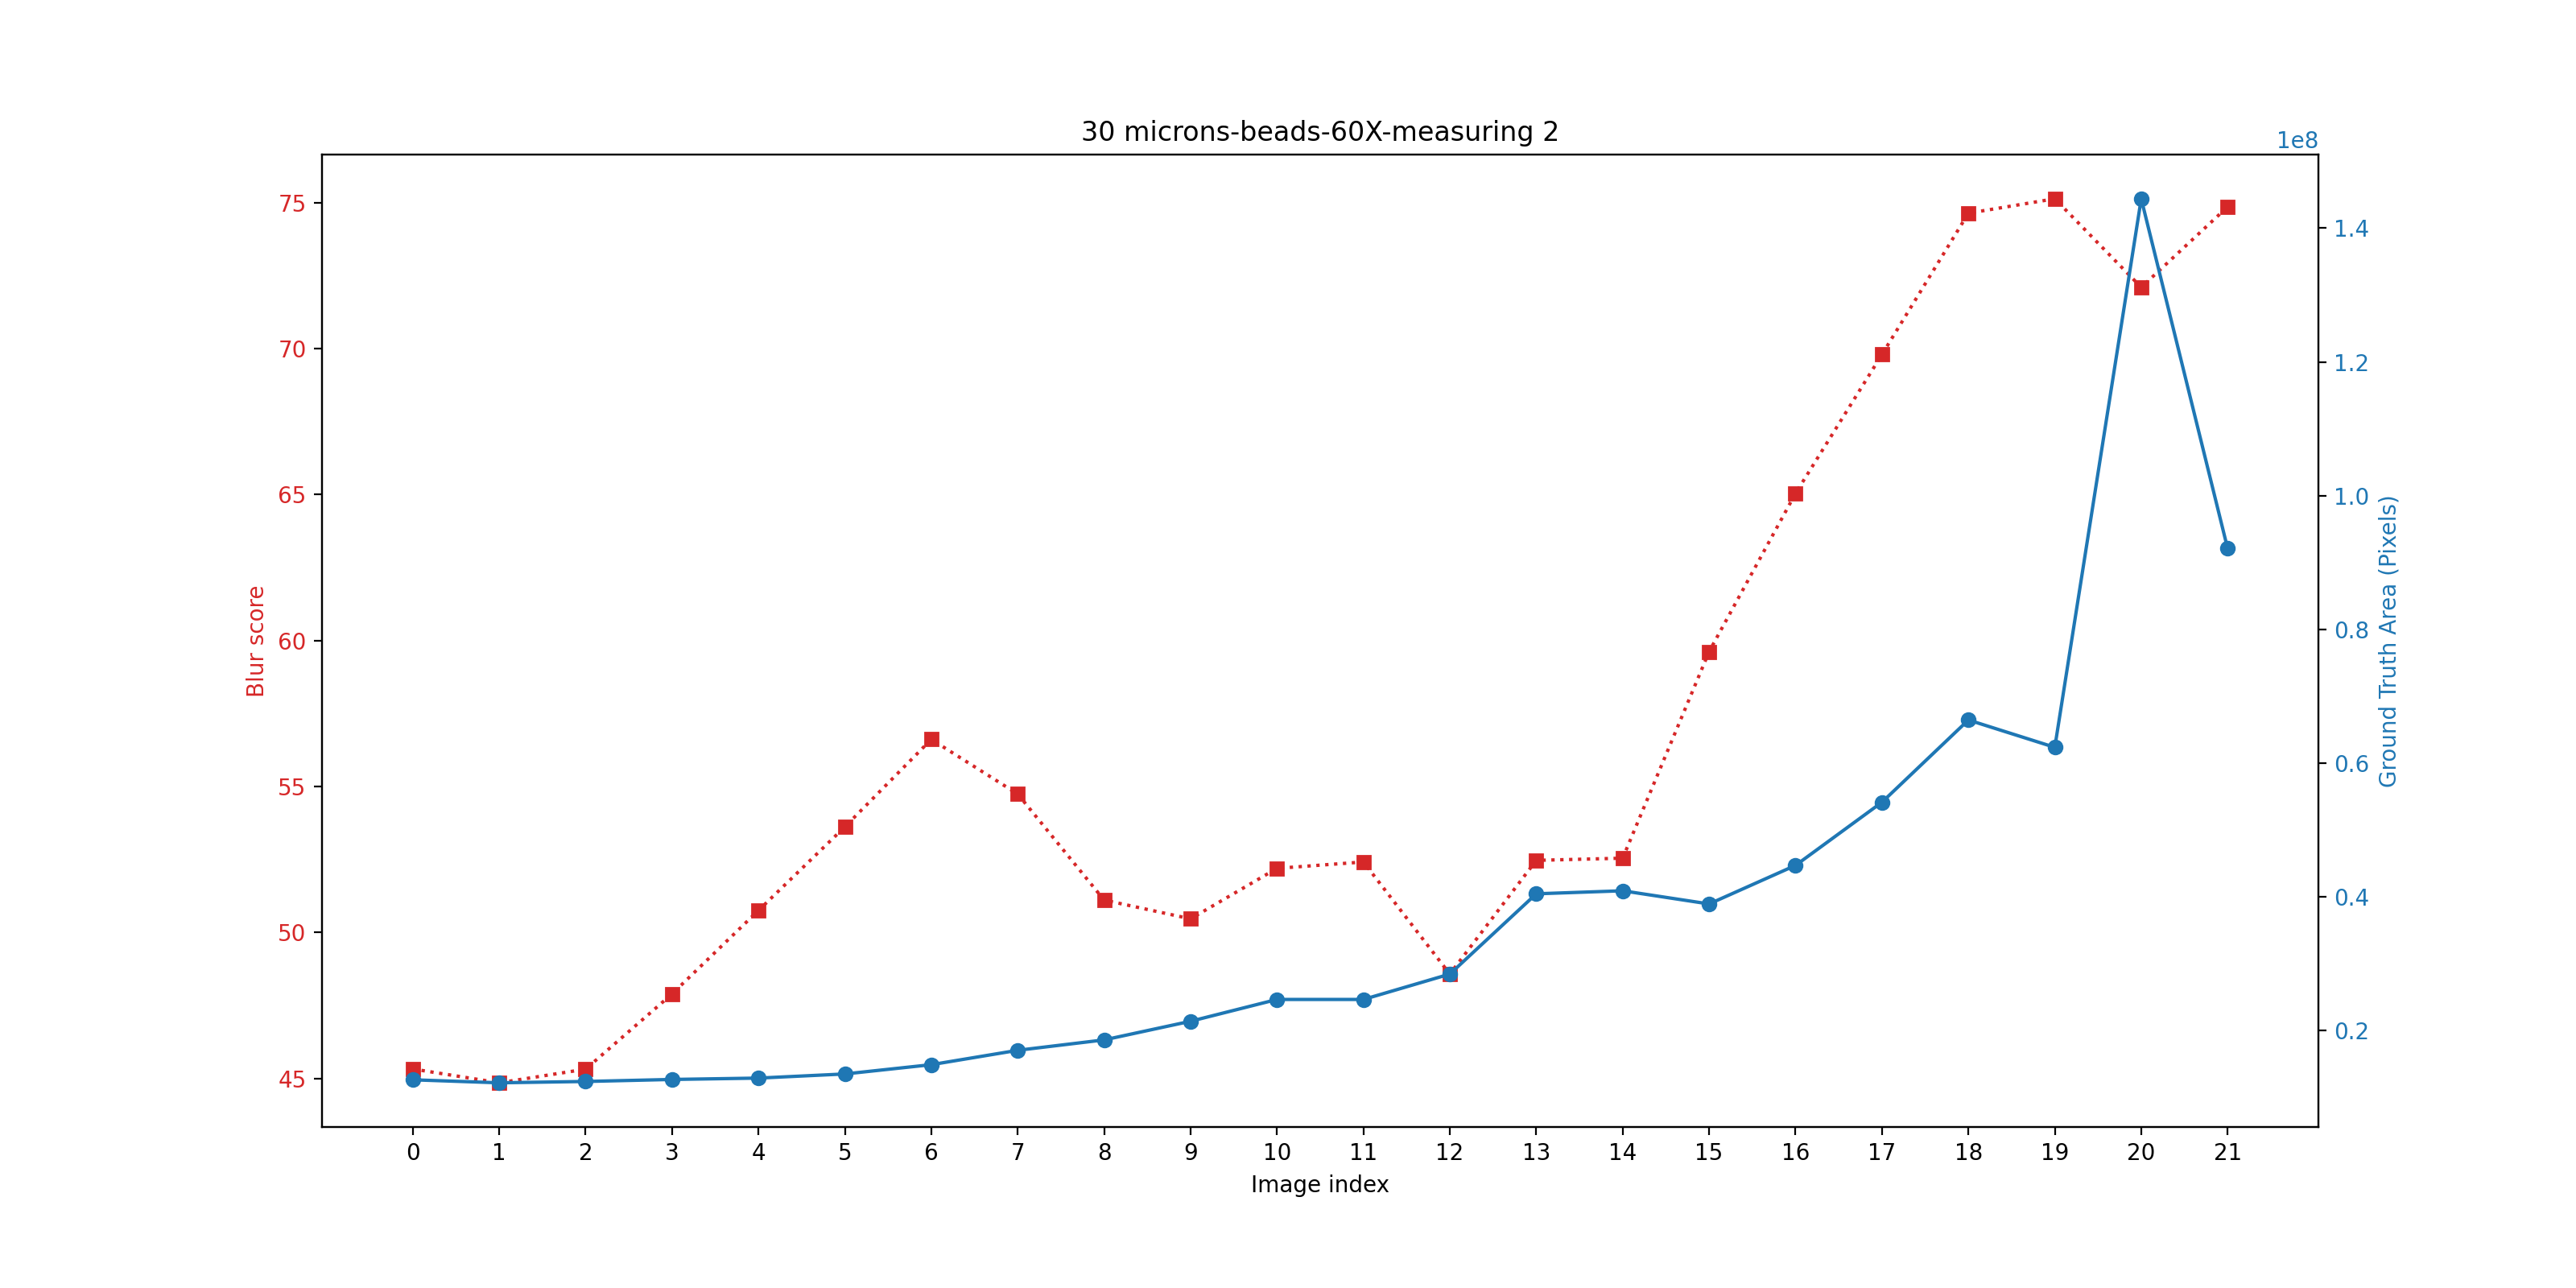 30 microns-beads-60X-measuring 2
1e8
75
70
65
60
55
50
45
Blur score
1.4
1.2
1.0
0.8
0.6
0.4
0.2
Ground Truth Area (Pixels)
0 1 2 3 4 5 6 7 8 9 10 11 12 13 14 15 16 17 18 19 20 21
Image index